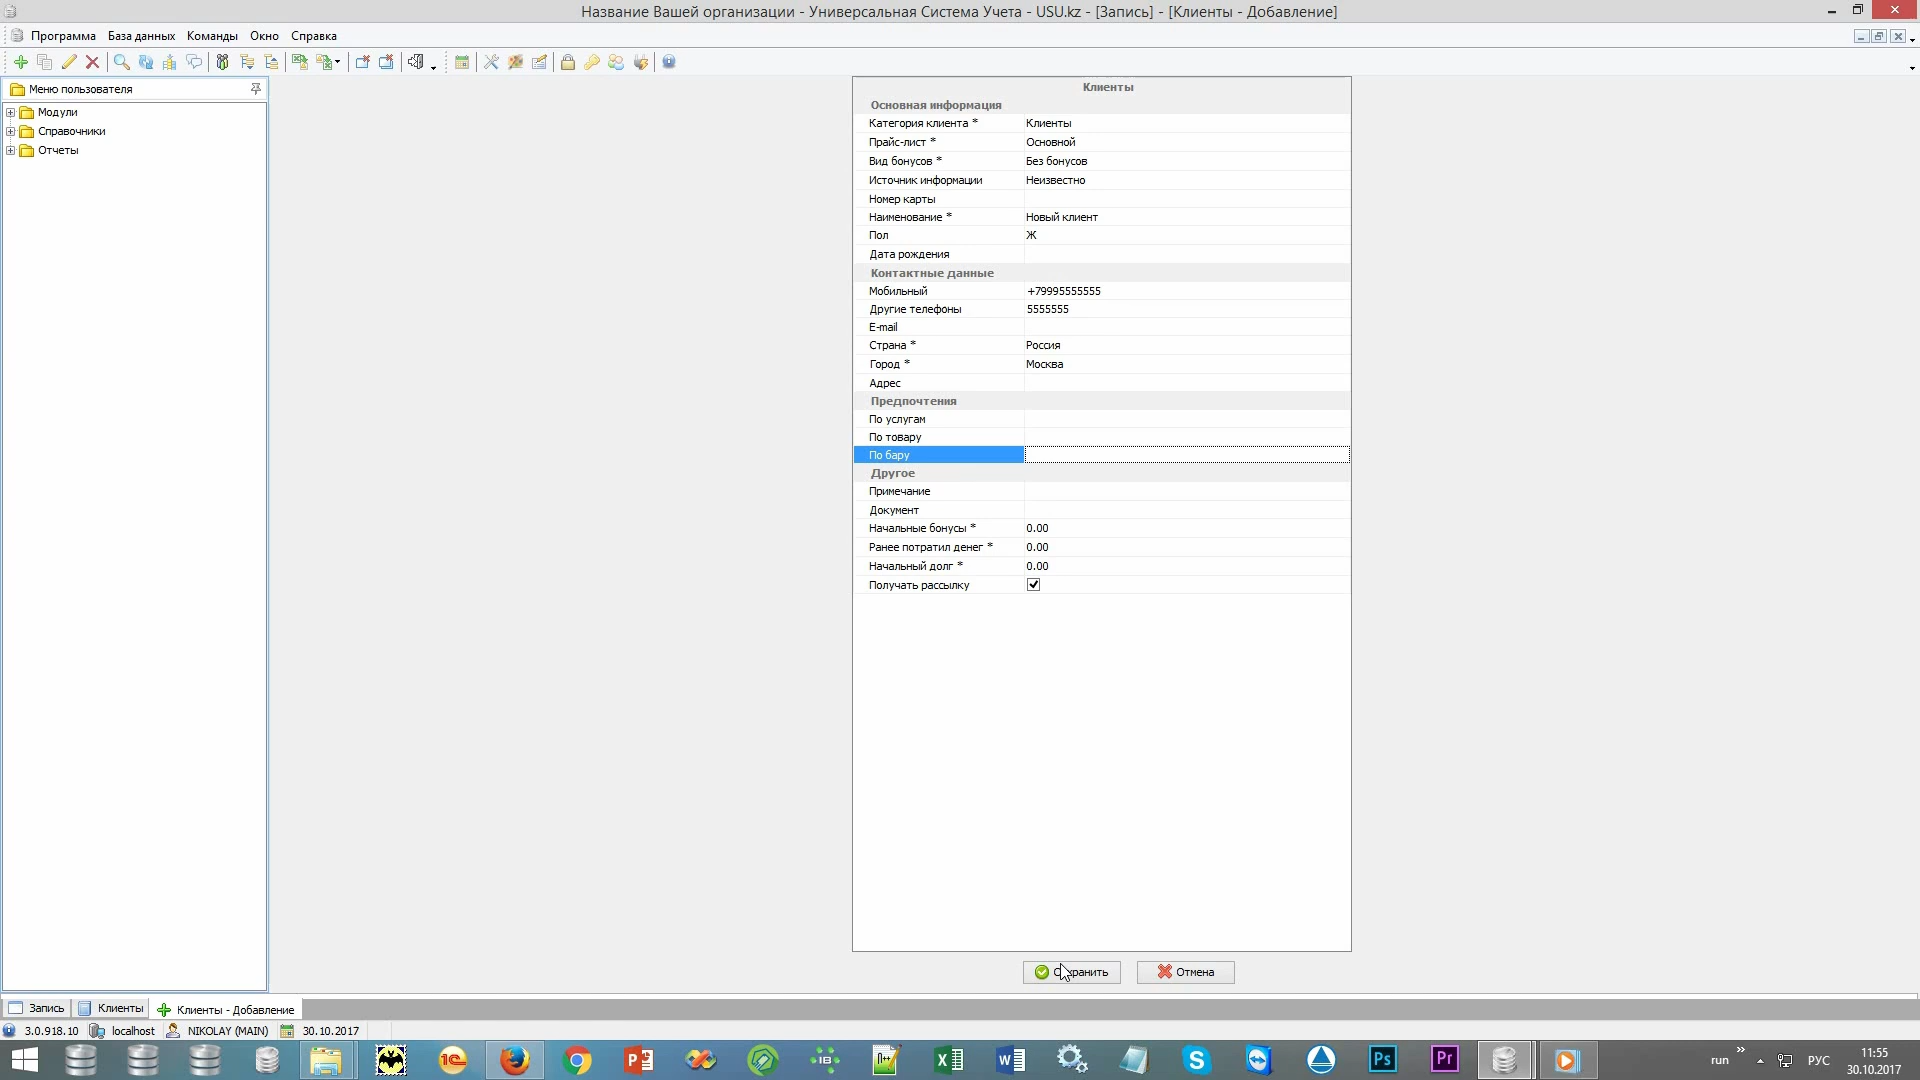 Название Вашей организации - Универсальная Система Учета - USU.kz - [Запись] - [Клиенты - Добавление]
Программа База данных Команды Окно Справка
Меню пользователя
Модули
Справочники
Отчеты
Клиенты
Основная информация
Категория клиента * Клиенты
Прайс-лист * Основной
Вид бонусов * Без бонусов
Источник информации Неизвестно
Номер карты
Наименование * Новый клиент
Пол Ж
Дата рождения
Контактные данные
Мобильный +79995555555
Другие телефоны 5555555
E-mail
Страна * Россия
Город * Москва
Адрес
Предпочтения
По услугам
По товару
По бару
Другое
Примечание
Документ
Начальные бонусы * 0.00
Ранее потратил денег * 0.00
Начальный долг * 0.00
Получать рассылку
Сохранить Отмена
Запись Клиенты Клиенты - Добавление
3.0.918.10 localhost NIKOLAY (MAIN) 30.10.2017
run РУС 11:55
30.10.2017